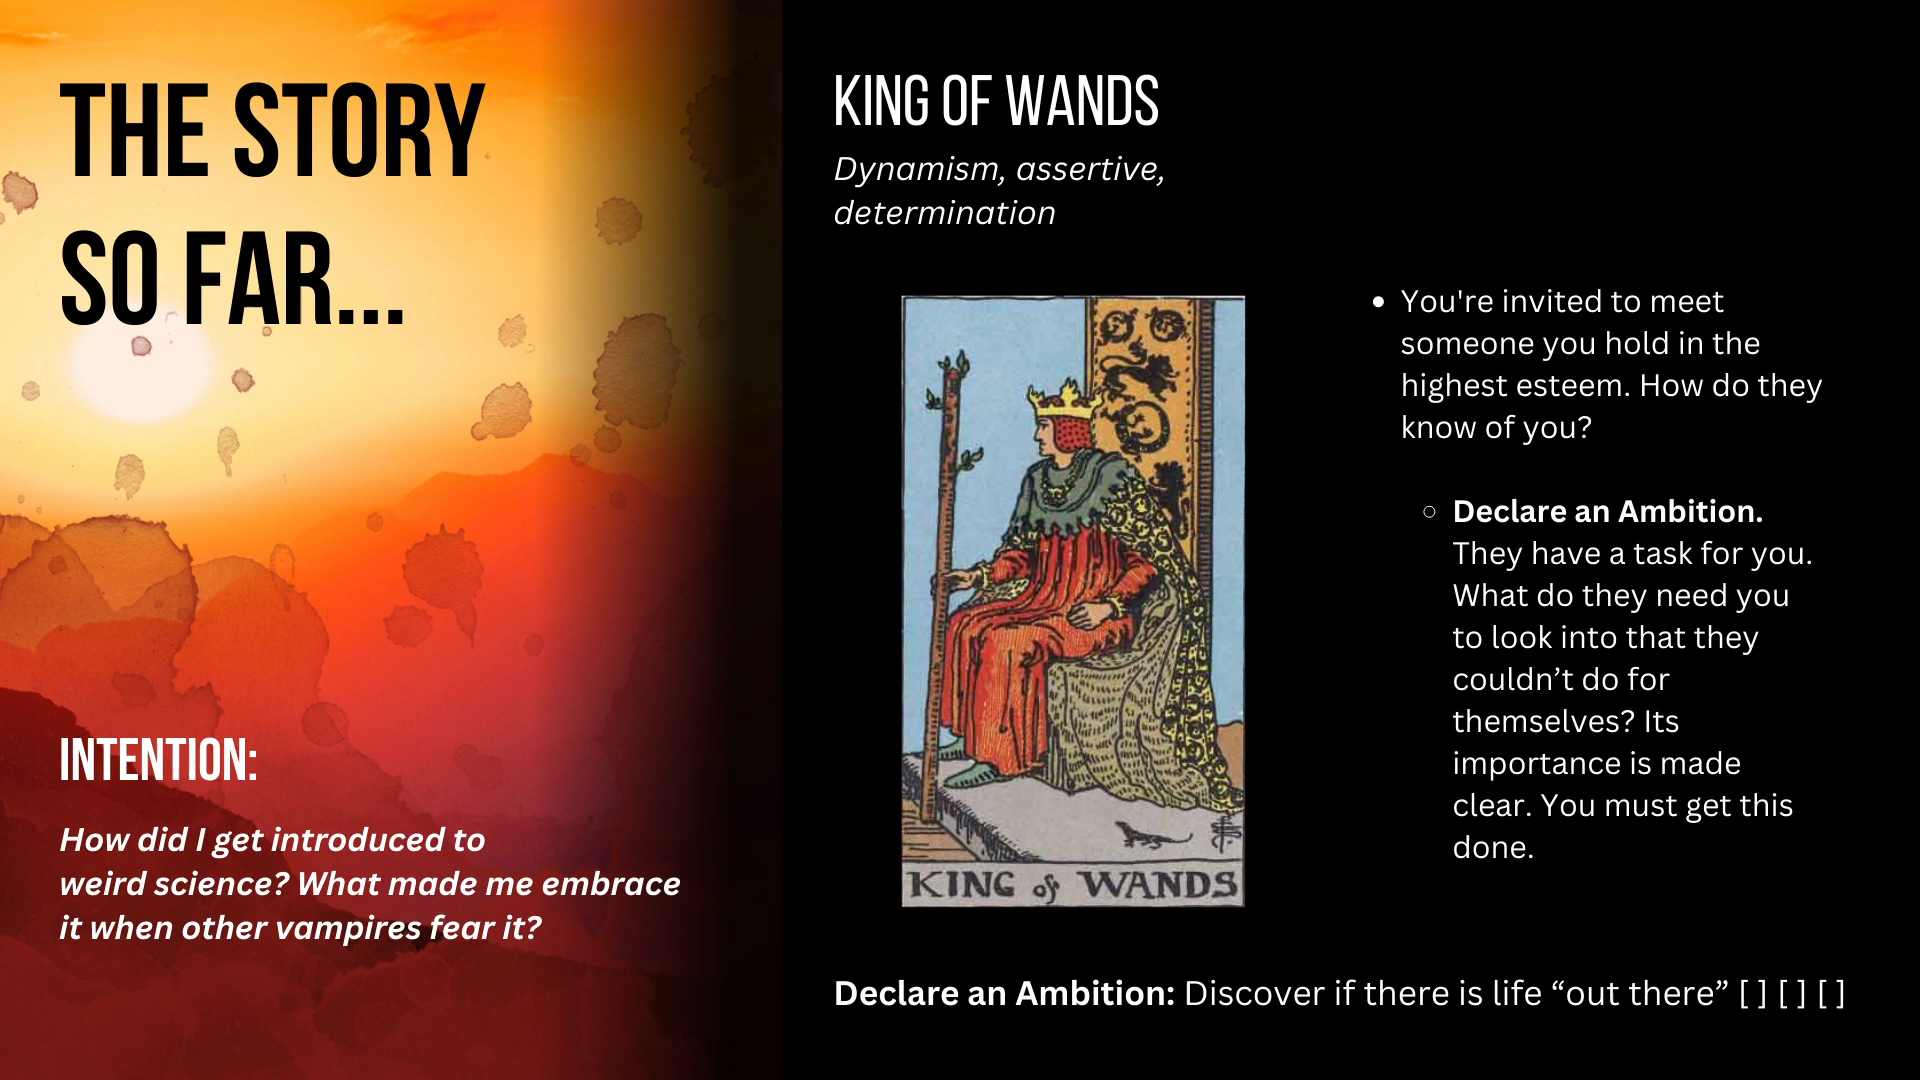 THE STORY
SO FAR...
INTENTION:
How did I get introduced to
weird science? What made me embrace
it when other vampires fear it?
KING OF WANDS
Dynamism, assertive,
determination
KING of WANDS
• You're invited to meet
someone you hold in the
highest esteem. How do they
know of you?
○ Declare an Ambition.
They have a task for you.
What do they need you
to look into that they
couldn’t do for
themselves? Its
importance is made
clear. You must get this
done.
Declare an Ambition: Discover if there is life “out there” [ ] [ ] [ ]